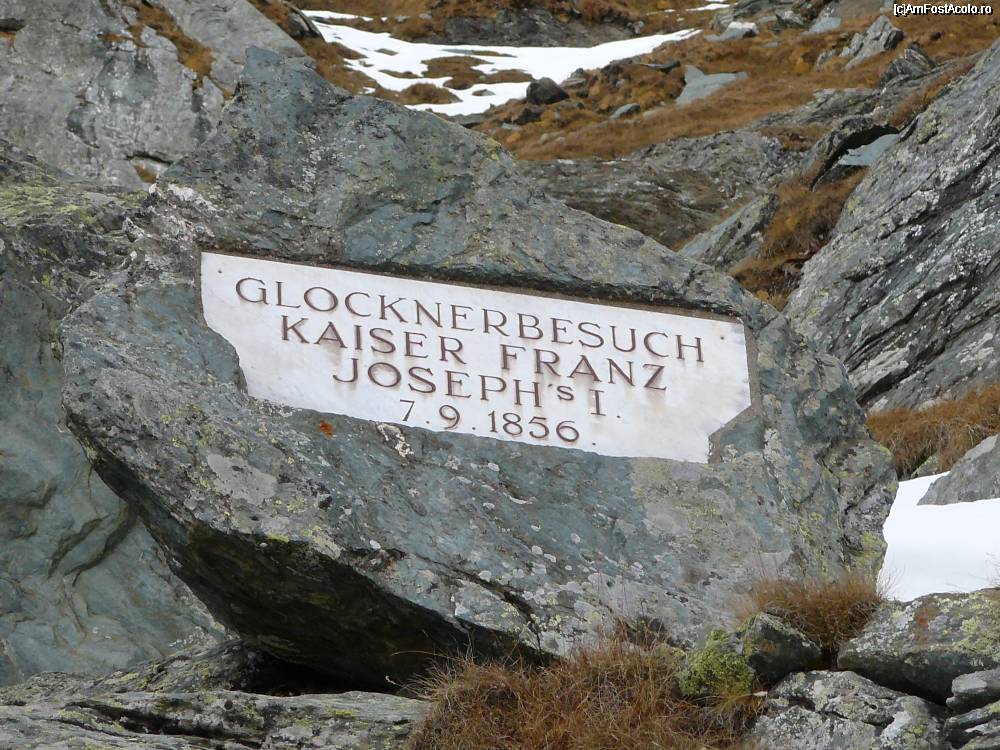 [c]AmFostAcolo.ro
GLOCKNERBESUCH
KAISER FRANZ
JOSEPH's I.
7.9.1856.